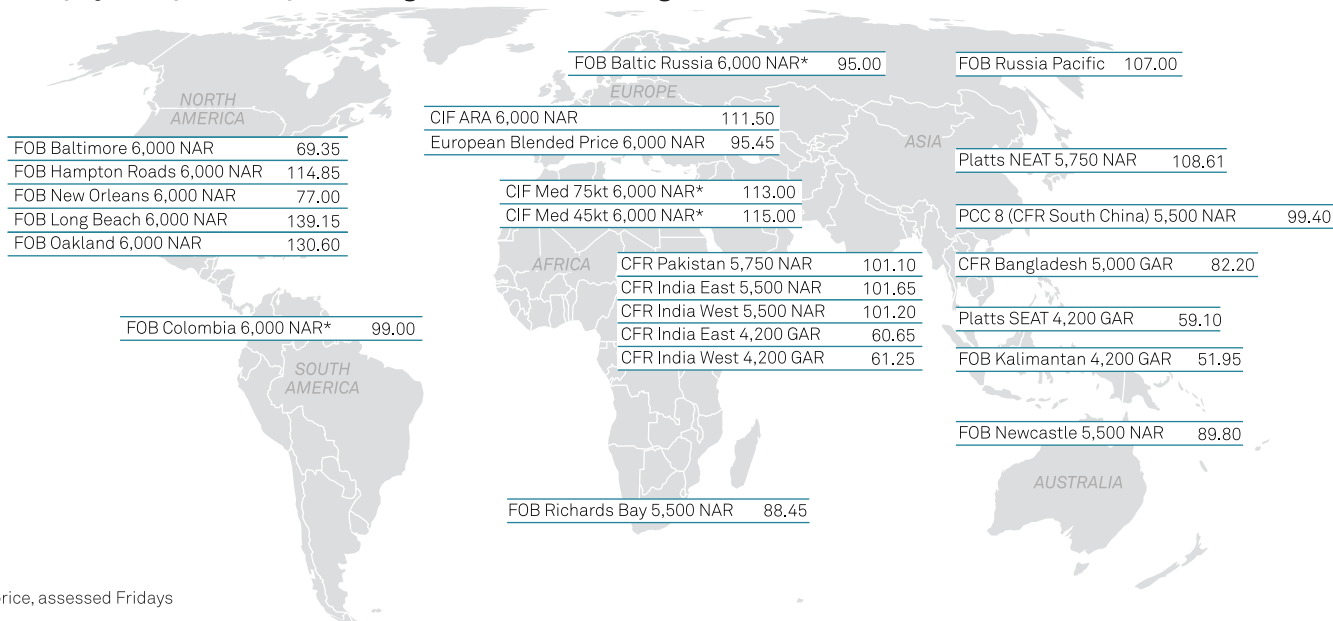 FOB Baltic Russia 6,000 NAR* 95.00
FOB Russia Pacific 107.00
EUROPE
NORTH
AMERICA
CIF ARA 6,000 NAR 111.50
European Blended Price 6,000 NAR 95.45
ASIA
FOB Baltimore 6,000 NAR 69.35
FOB Hampton Roads 6,000 NAR 114.85
FOB New Orleans 6,000 NAR 77.00
FOB Long Beach 6,000 NAR 139.15
FOB Oakland 6,000 NAR 130.60
Platts NEAT 5,750 NAR 108.61
CIF Med 75kt 6,000 NAR* 113.00
CIF Med 45kt 6,000 NAR* 115.00
PCC 8 (CFR South China) 5,500 NAR 99.40
AFRICA
CFR Pakistan 5,750 NAR 101.10
CFR India East 5,500 NAR 101.65
CFR India West 5,500 NAR 101.20
CFR India East 4,200 GAR 60.65
CFR India West 4,200 GAR 61.25
CFR Bangladesh 5,000 GAR 82.20
Platts SEAT 4,200 GAR 59.10
FOB Kalimantan 4,200 GAR 51.95
FOB Colombia 6,000 NAR* 99.00
SOUTH
AMERICA
FOB Newcastle 5,500 NAR 89.80
AUSTRALIA
FOB Richards Bay 5,500 NAR 88.45
rice, assessed Fridays